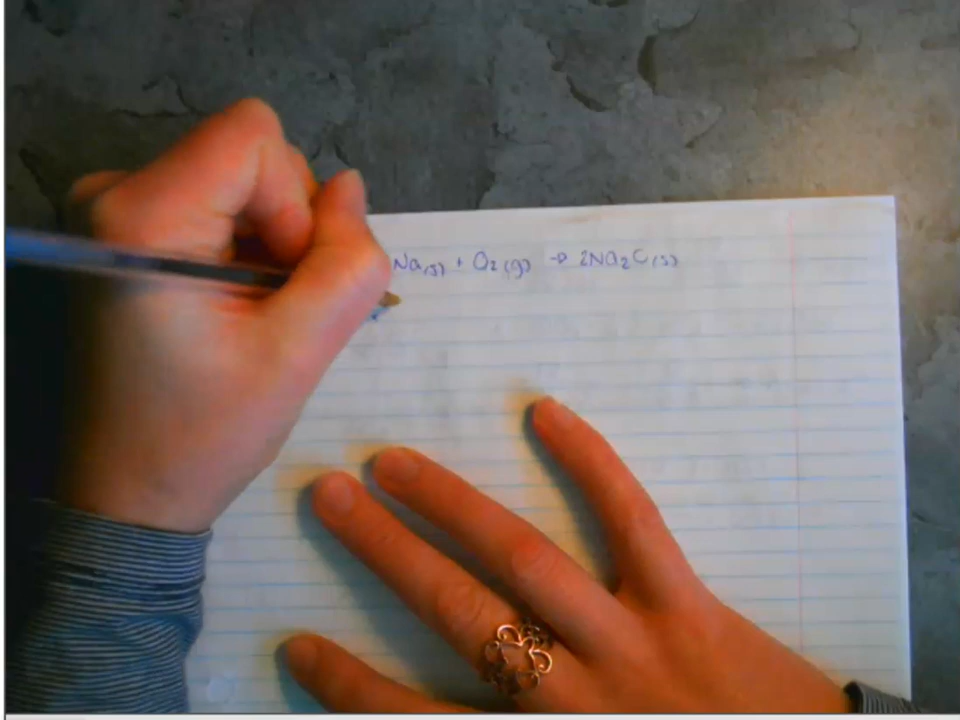 Na(s) + O₂(g) → 2Na₂O(s)